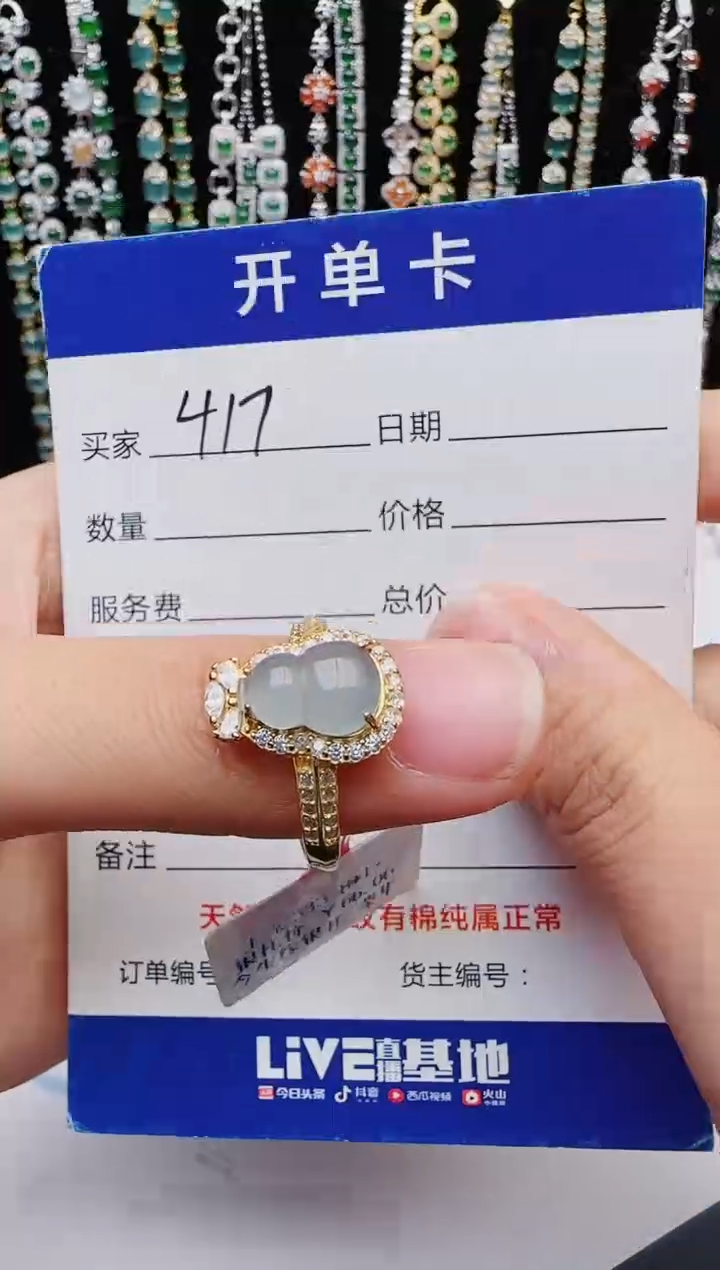 开单卡
买家 417 日期
数量 价格
服务费 总价
备注
天 有棉纯属正常
订单编号 货主编号：
LiVE直播基地
今日头条 抖音 西瓜视频 火山